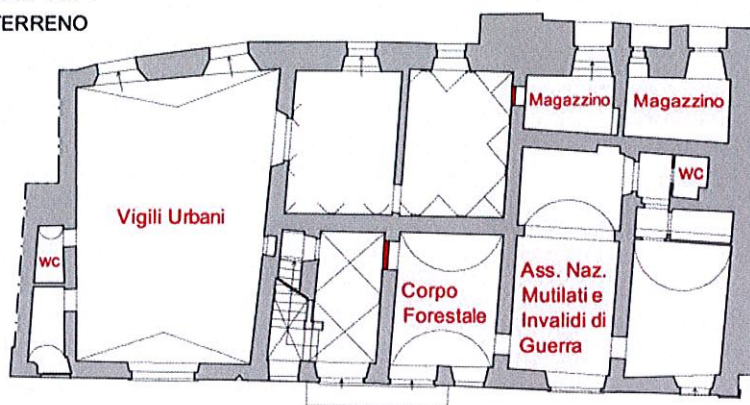 TERRENO
Magazzino
Magazzino
WC
Vigili Urbani
WC
Corpo
Forestale
Ass. Naz.
Mutilati e
Invalidi di
Guerra